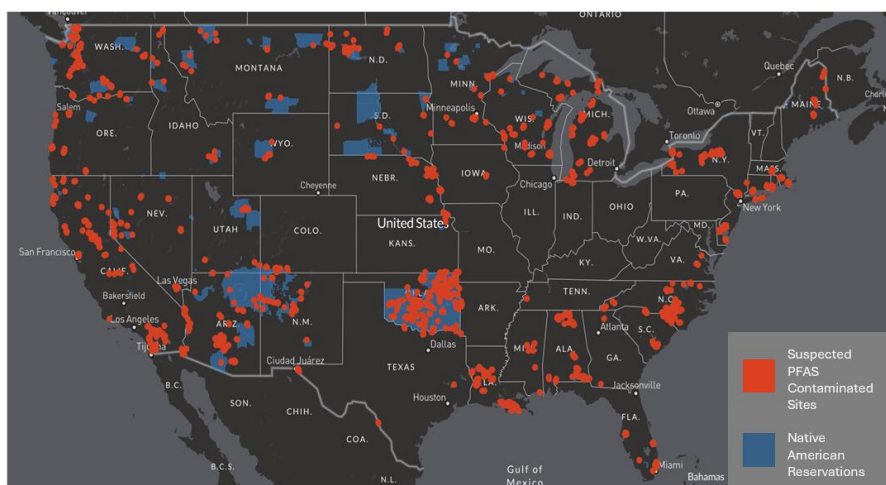 Vancouver
ONTARIO
WASH.
MONTANA
N.D.
MINN.
Quebec
N.B.
Salem
Minneapolis
Ottawa
MAINE
ORE.
IDAHO
S.D.
WIS.
MICH.
Toronto
VT.
WYO.
Madison
Detroit
N.Y.
MASS.
NEBR.
IOWA
Chicago
PA.
New York
Cheyenne
NEV.
UTAH
COLO.
United States
KANS.
ILL.
IND.
OHIO
MD.
San Francisco
MO.
W.VA.
VA.
CALIF.
Las Vegas
KY.
Bakersfield
TENN.
N.C.
Los Angeles
ARIZ.
N.M.
ARK.
Atlanta
S.C.
Tijuana
Dallas
MISS.
ALA.
GA.
Ciudad Juárez
TEXAS
LA.
Jacksonville
B.C.
SON.
CHIH.
Houston
FLA.
COA.
B.C.S.
N.L.
Gulf of
Mexico
Miami
Bahamas
Suspected
PFAS
Contaminated
Sites
Native
American
Reservations